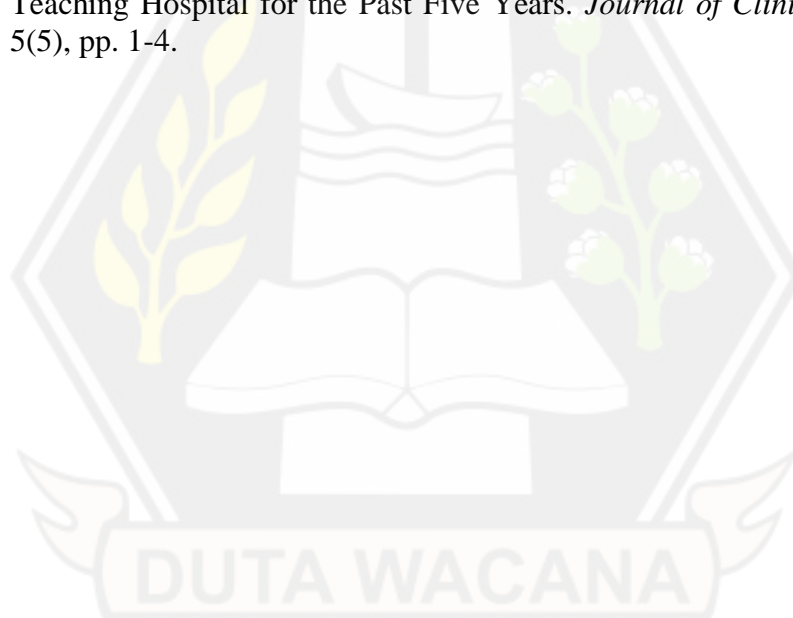 Teaching Hospital for the Past Five Years. Journal of Clini
5(5), pp. 1-4.
DUTA WACANA